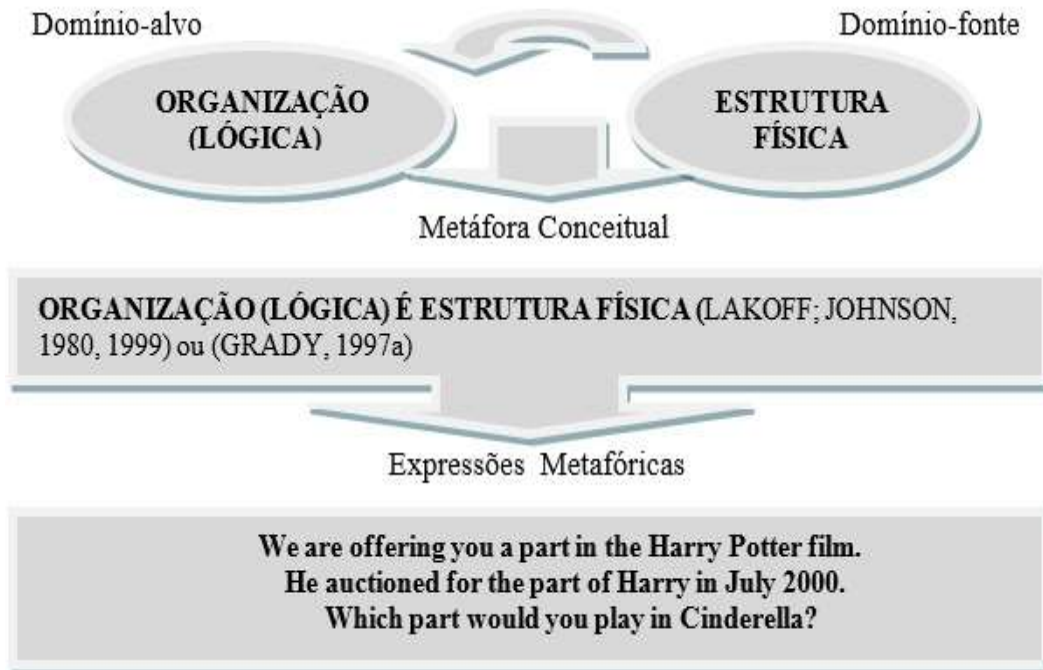 Domínio-alvo
Domínio-fonte
ORGANIZAÇÃO
(LÓGICA)
ESTRUTURA
FÍSICA
Metáfora Conceitual
ORGANIZAÇÃO (LÓGICA) É ESTRUTURA FÍSICA (LAKOFF; JOHNSON,
1980, 1999) ou (GRADY, 1997a)
Expressões Metafóricas
We are offering you a part in the Harry Potter film.
He auctioned for the part of Harry in July 2000.
Which part would you play in Cinderella?